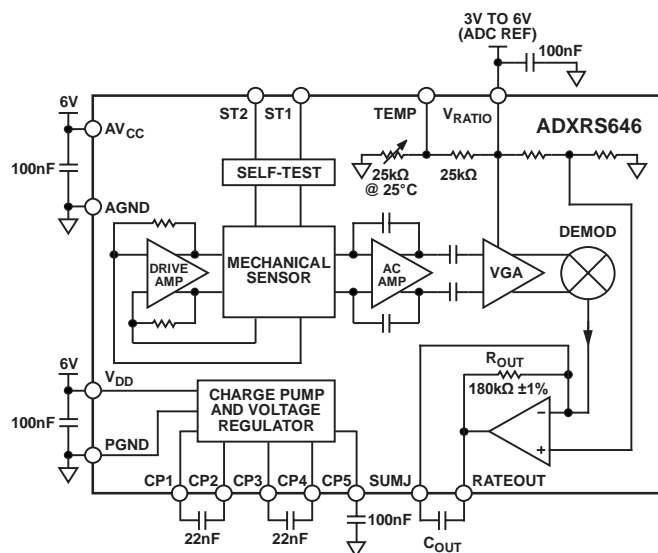 3V TO 6V
(ADC REF)
100nF
6V
ST2 ST1 TEMP VRATIO
AVCC
ADXRS646
100nF
25kΩ
@ 25°C
25kΩ
SELF-TEST
AGND
DEMOD
DRIVE
AMP
MECHANICAL
SENSOR
AC
AMP
VGA
6V
VDD
ROUT
180kΩ ±1%
100nF
CHARGE PUMP
AND VOLTAGE
REGULATOR
−
+
PGND
CP1 CP2 CP3 CP4 CP5 SUMJ RATEOUT
22nF 22nF 100nF
COUT